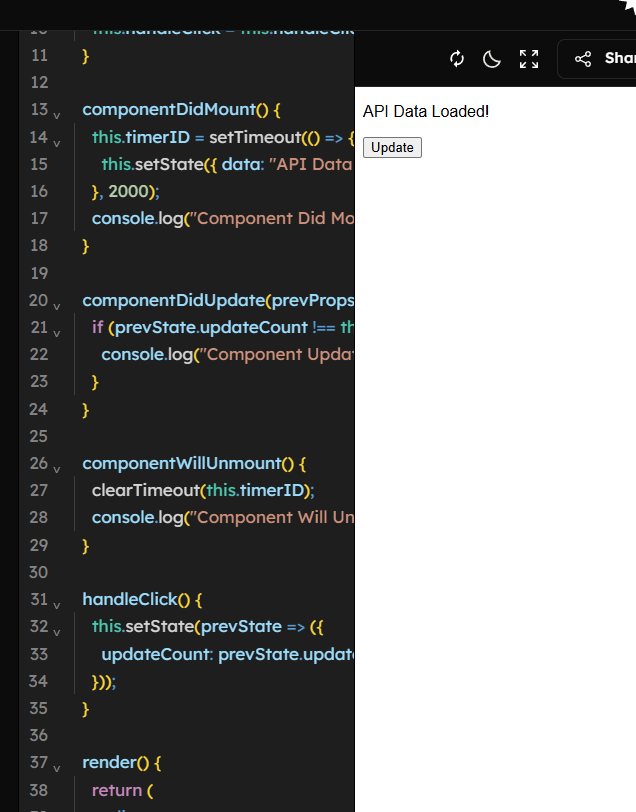 10 this.handleClick = this.handleClic
11 }
12
13 componentDidMount() {
14 this.timerID = setTimeout(() => {
15 this.setState({ data: "API Data
16 }, 2000);
17 console.log("Component Did Mo
18 }
19
20 componentDidUpdate(prevProps
21 if (prevState.updateCount !== th
22 console.log("Component Upda
23 }
24 }
25
26 componentWillUnmount() {
27 clearTimeout(this.timerID);
28 console.log("Component Will Un
29 }
30
31 handleClick() {
32 this.setState(prevState => ({
33 updateCount: prevState.update
34 }));
35 }
36
37 render() {
38 return (
Shar
API Data Loaded!
Update